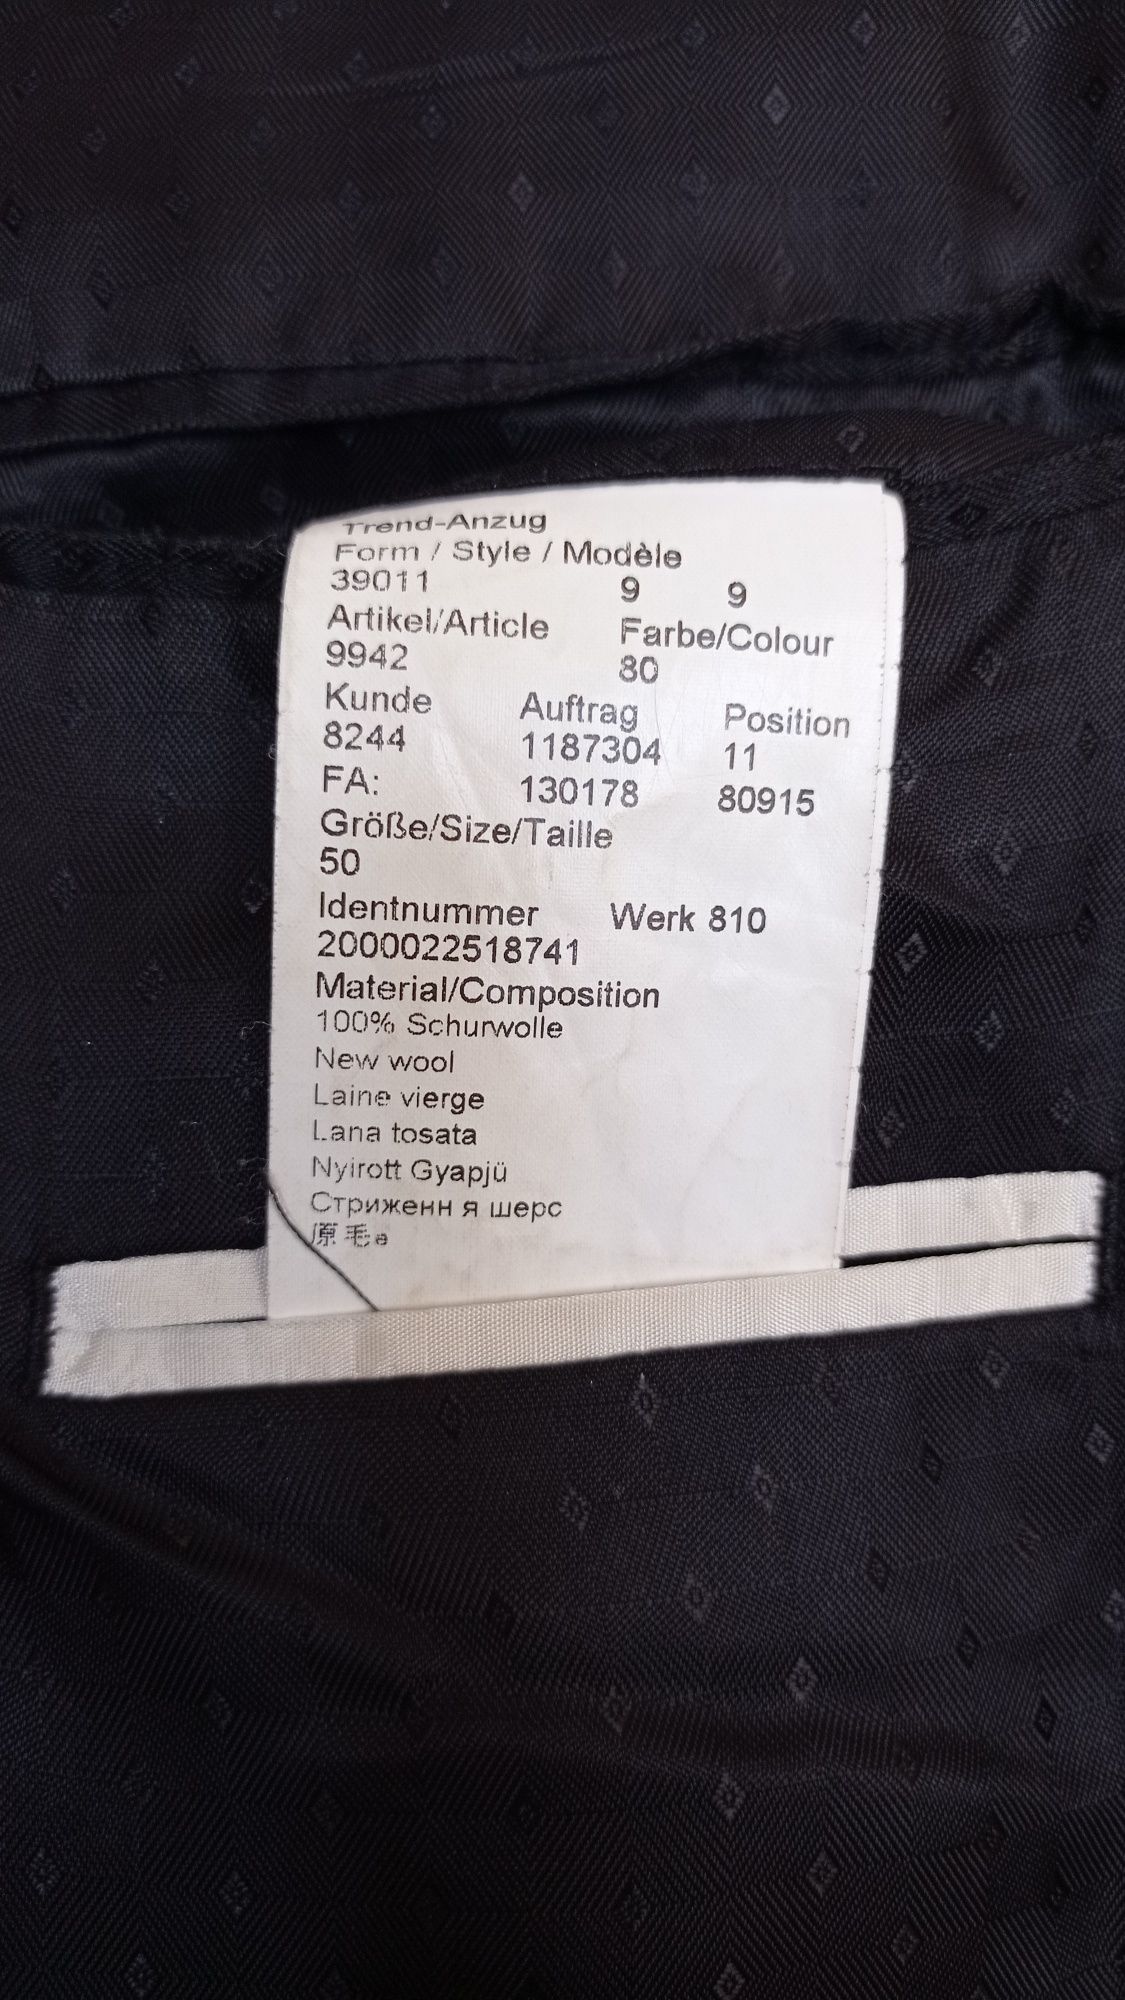 Trend-Anzug
Form / Style / Modèle
39011 9 9
Artikel/Article Farbe/Colour
9942 80
Kunde Auftrag Position
8244 1187304 11
FA: 130178 80915
Größe/Size/Taille
50
Identnummer Werk 810
2000022518741
Material/Composition
100% Schurwolle
New wool
Laine vierge
Lana tosata
Nyirott Gyapjü
Стриженн я шерс
原毛e